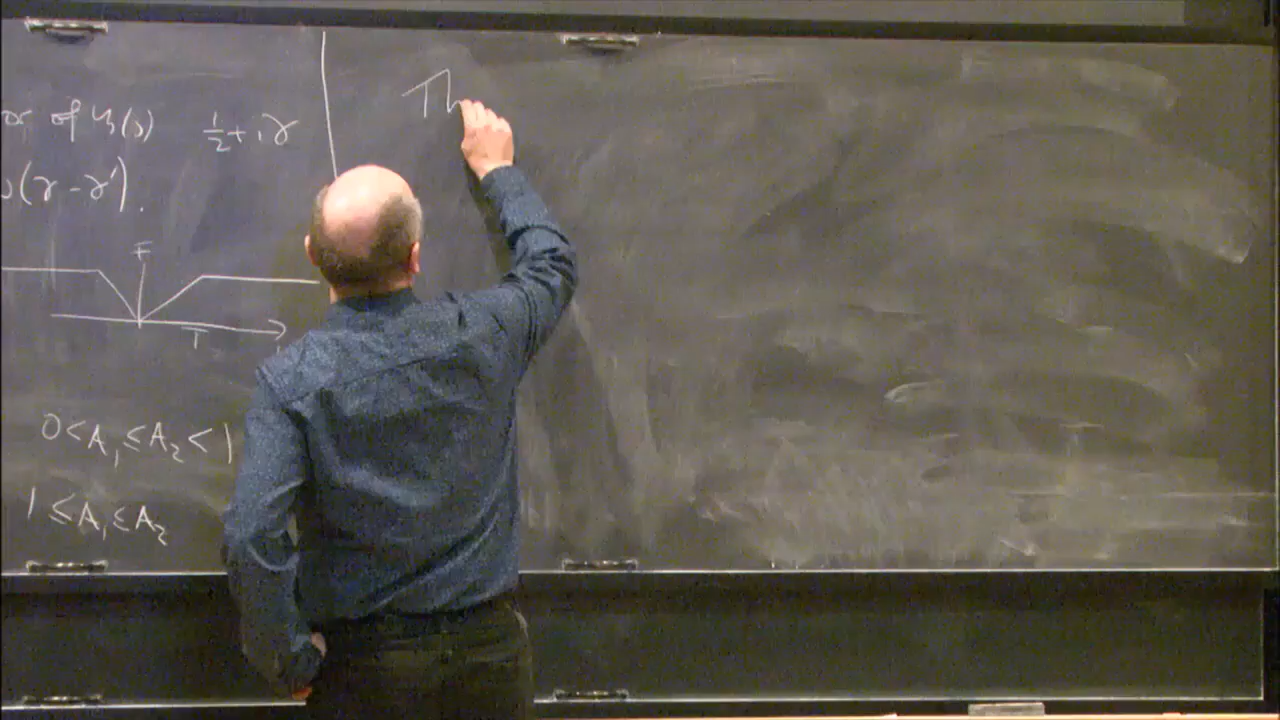 of ζ(s) 1/2 + iγ
(γ - γ').
F
T
0 < A₁ ≤ A₂ < 1
1 ≤ A₁ ≤ A₂
Th